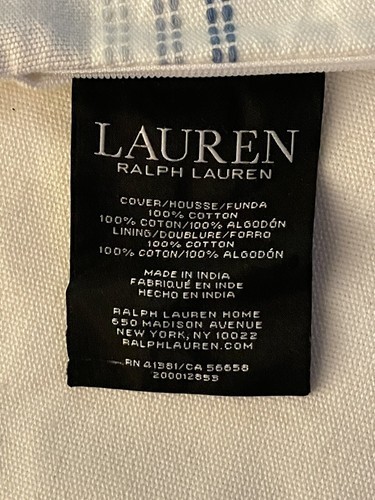 LAUREN
RALPH LAUREN
COVER/HOUSSE/FUNDA
100% COTTON
100% COTON/100% ALGODÓN
LINING/DOUBLURE/FORRO
100% COTTON
100% COTON/100% ALGODÓN
MADE IN INDIA
FABRIQUÉ EN INDE
HECHO EN INDIA
RALPH LAUREN HOME
650 MADISON AVENUE
NEW YORK, NY 10022
RALPHLAUREN.COM
RN 41381/CA 56658
200012853